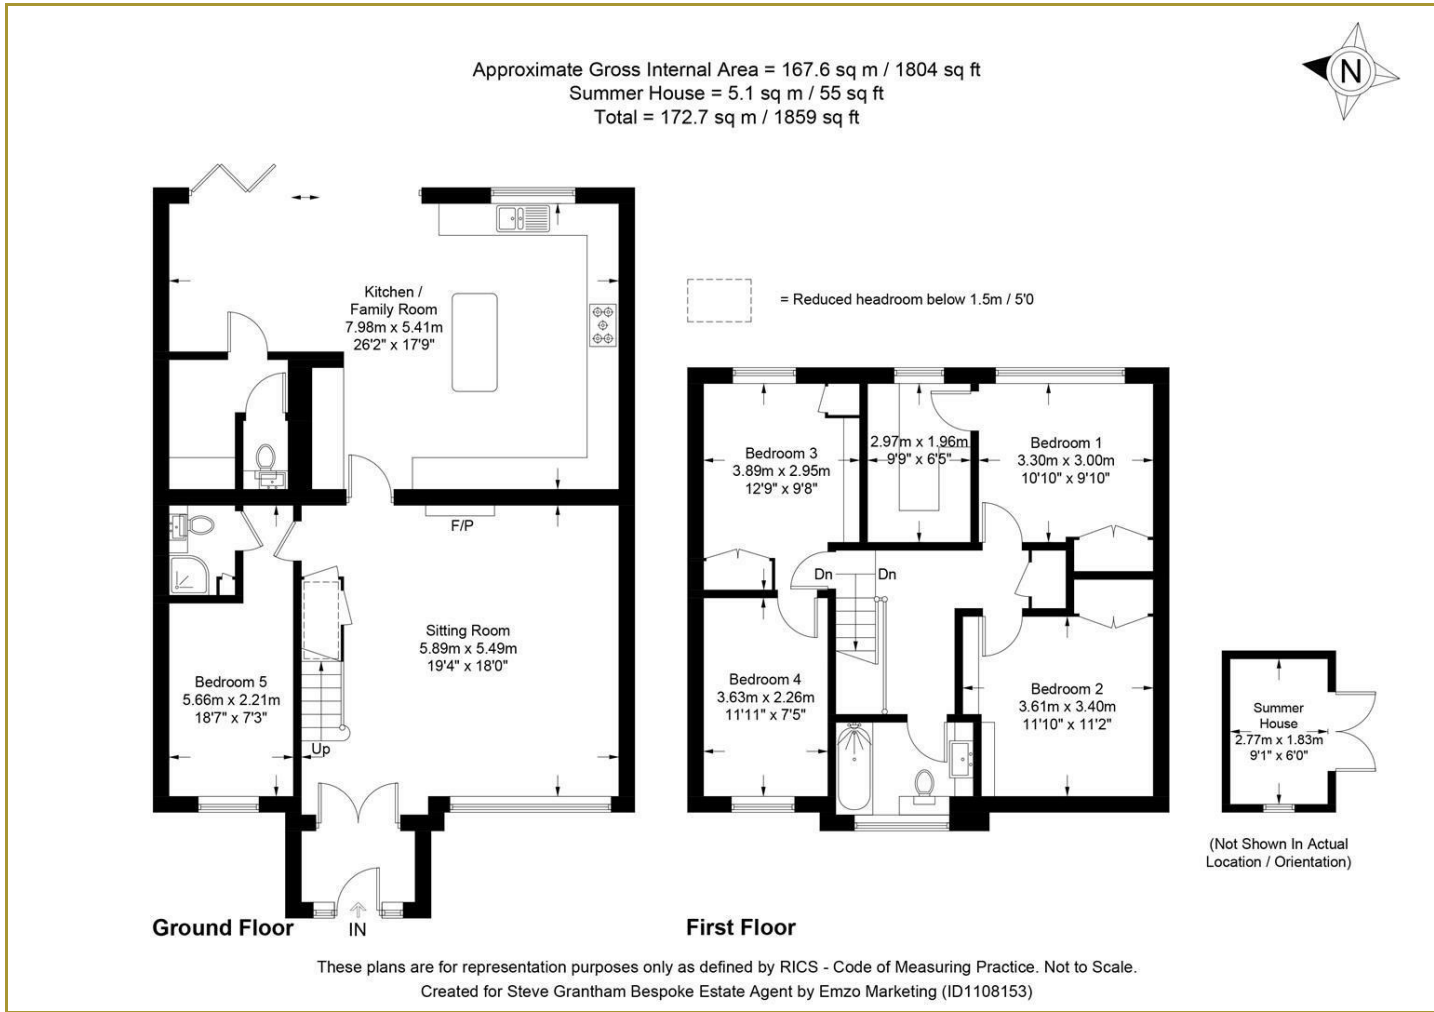 Approximate Gross Internal Area = 167.6 sq m / 1804 sq ft
Summer House = 5.1 sq m / 55 sq ft
Total = 172.7 sq m / 1859 sq ft
N
Kitchen /
Family Room
7.98m x 5.41m
26'2" x 17'9"
F/P
Sitting Room
5.89m x 5.49m
19'4" x 18'0"
Bedroom 5
5.66m x 2.21m
18'7" x 7'3"
Up
IN
Ground Floor
= Reduced headroom below 1.5m / 5'0
Bedroom 3
3.89m x 2.95m
12'9" x 9'8"
2.97m x 1.96m
9'9" x 6'5"
Bedroom 1
3.30m x 3.00m
10'10" x 9'10"
Dn
Dn
Bedroom 4
3.63m x 2.26m
11'11" x 7'5"
Bedroom 2
3.61m x 3.40m
11'10" x 11'2"
First Floor
Summer
House
2.77m x 1.83m
9'1" x 6'0"
(Not Shown In Actual
Location / Orientation)
These plans are for representation purposes only as defined by RICS - Code of Measuring Practice. Not to Scale.
Created for Steve Grantham Bespoke Estate Agent by Emzo Marketing (ID1108153)